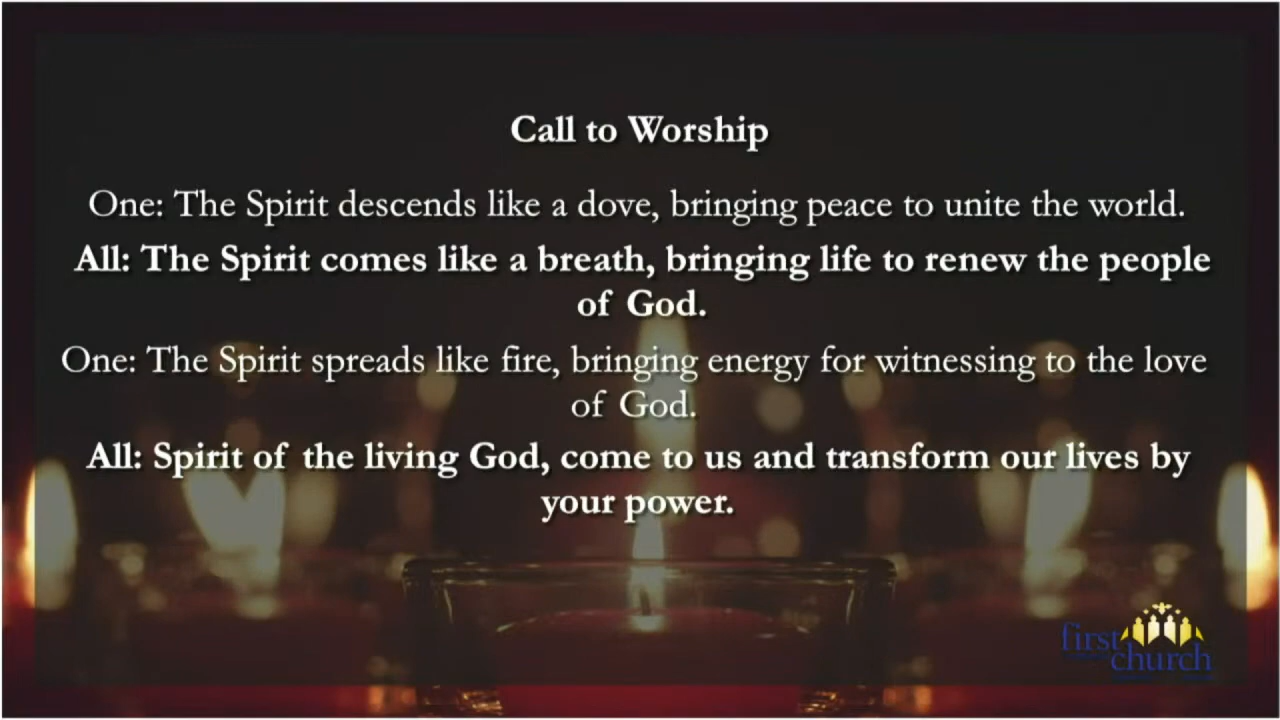 Call to Worship
One: The Spirit descends like a dove, bringing peace to unite the world.
All: The Spirit comes like a breath, bringing life to renew the people
of God.
One: The Spirit spreads like fire, bringing energy for witnessing to the love
of God.
All: Spirit of the living God, come to us and transform our lives by
your power.
first
church